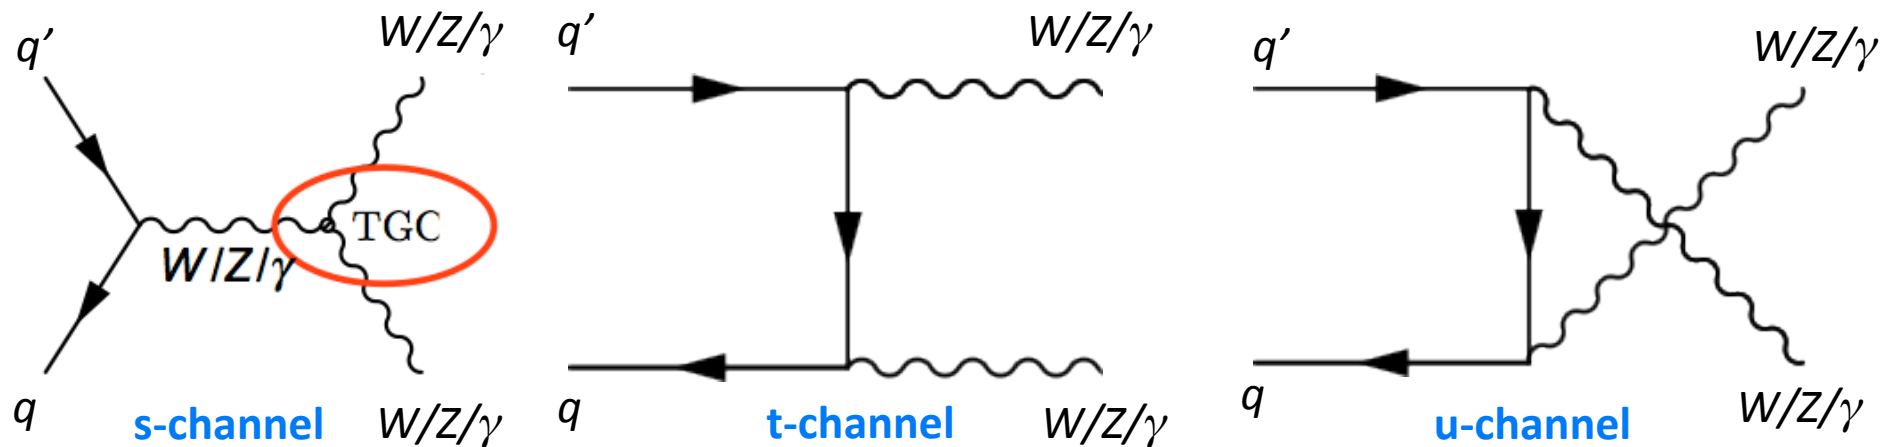 q’
W/Z/γ
TGC
W/Z/γ
q
s-channel
W/Z/γ
q’
W/Z/γ
q
t-channel
W/Z/γ
q’
W/Z/γ
q
u-channel
W/Z/γ